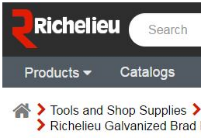 Richelieu
Search
Products
Catalogs
Tools and Shop Supplies
Richelieu Galvanized Brad